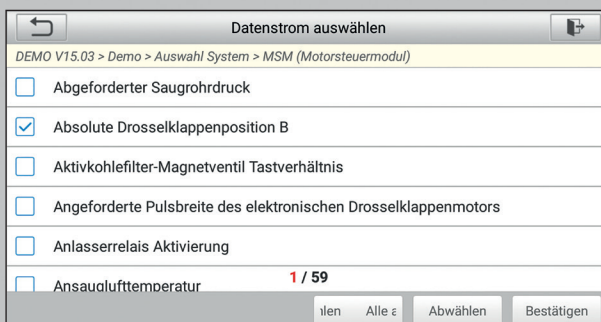 Datenstrom auswählen
DEMO V15.03 > Demo > Auswahl System > MSM (Motorsteuermodul)
Abgeforderter Saugrohrdruck
Absolute Drosselklappenposition B
Aktivkohlefilter-Magnetventil Tastverhältnis
Angeforderte Pulsbreite des elektronischen Drosselklappenmotors
Anlasserrelais Aktivierung
Ansauglufttemperatur
1 / 59
Alle Abwählen Bestätigen